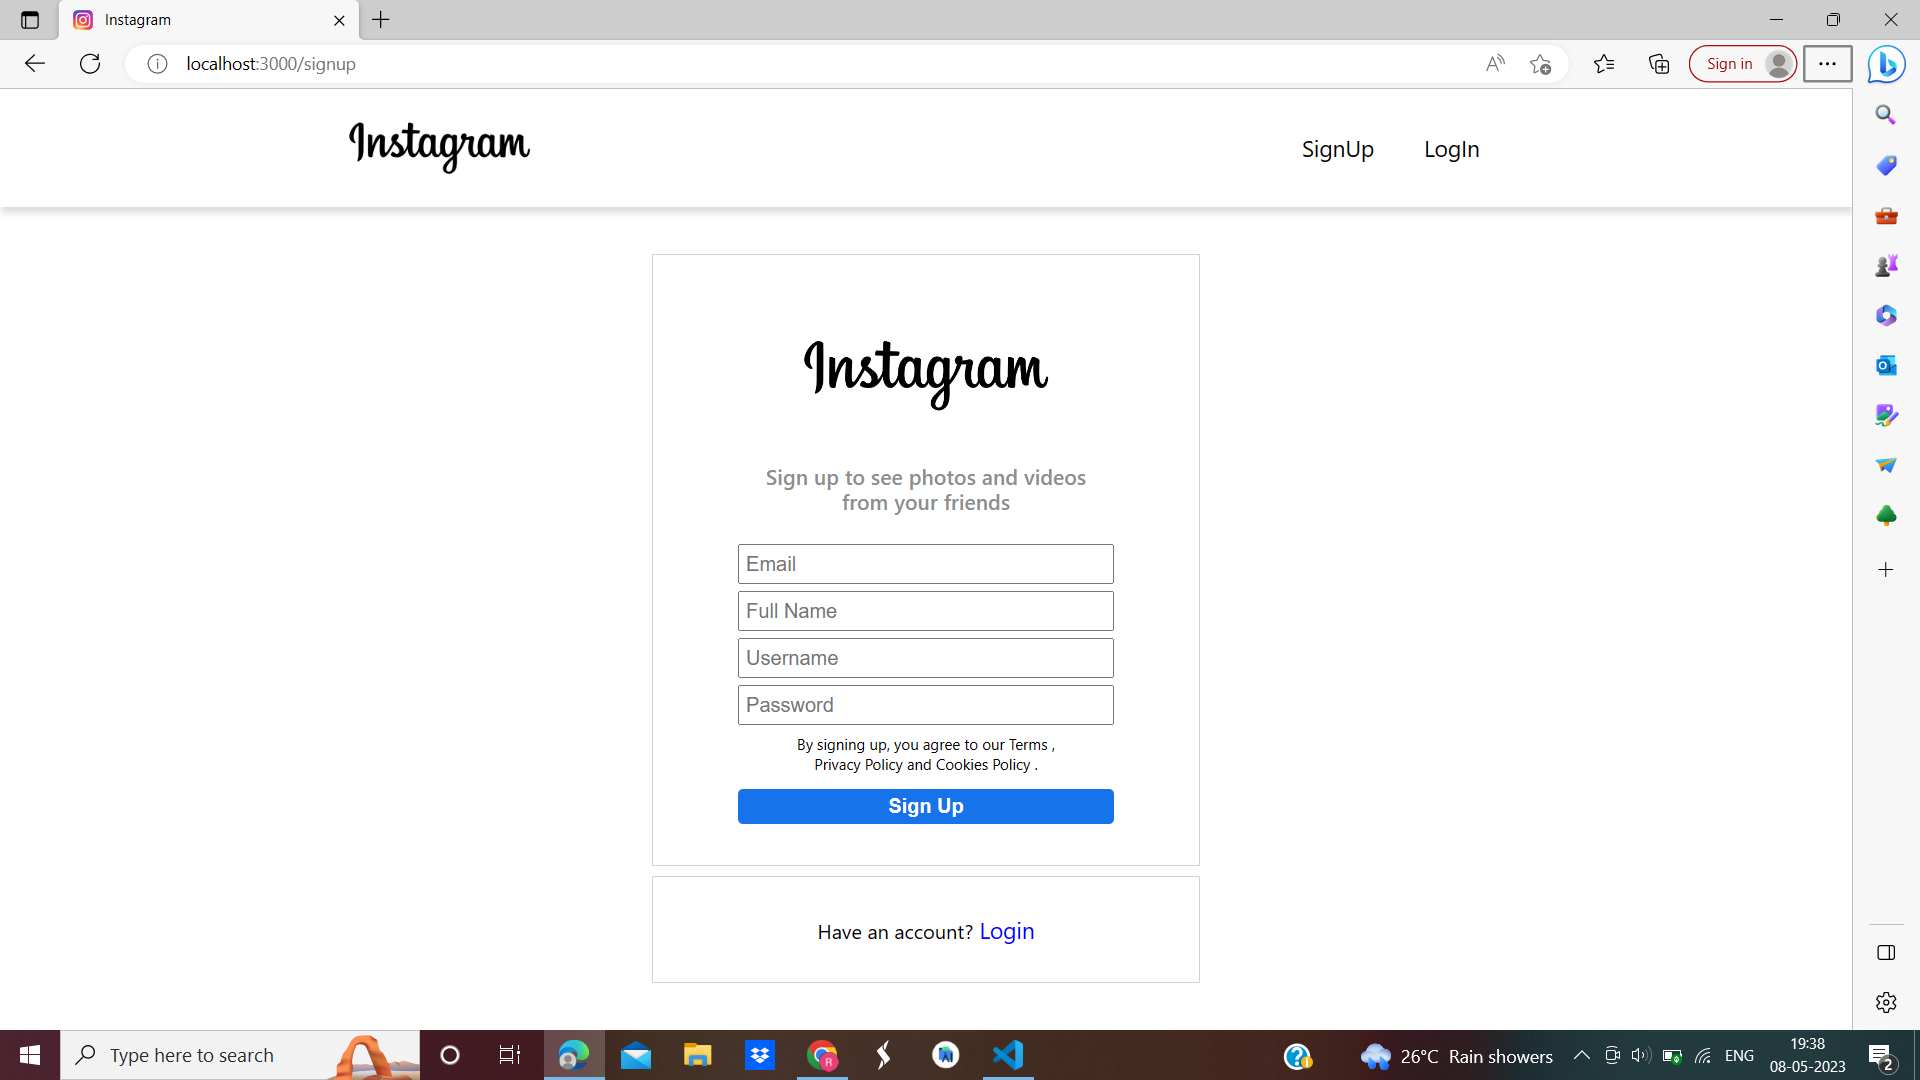 Instagram
localhost:3000/signup
Sign in
Instagram
SignUp
LogIn
Instagram
Sign up to see photos and videos
from your friends
Email
Full Name
Username
Password
By signing up, you agree to our Terms ,
Privacy Policy and Cookies Policy .
Sign Up
Have an account? Login
Type here to search
26°C Rain showers
ENG
19:38
08-05-2023
2